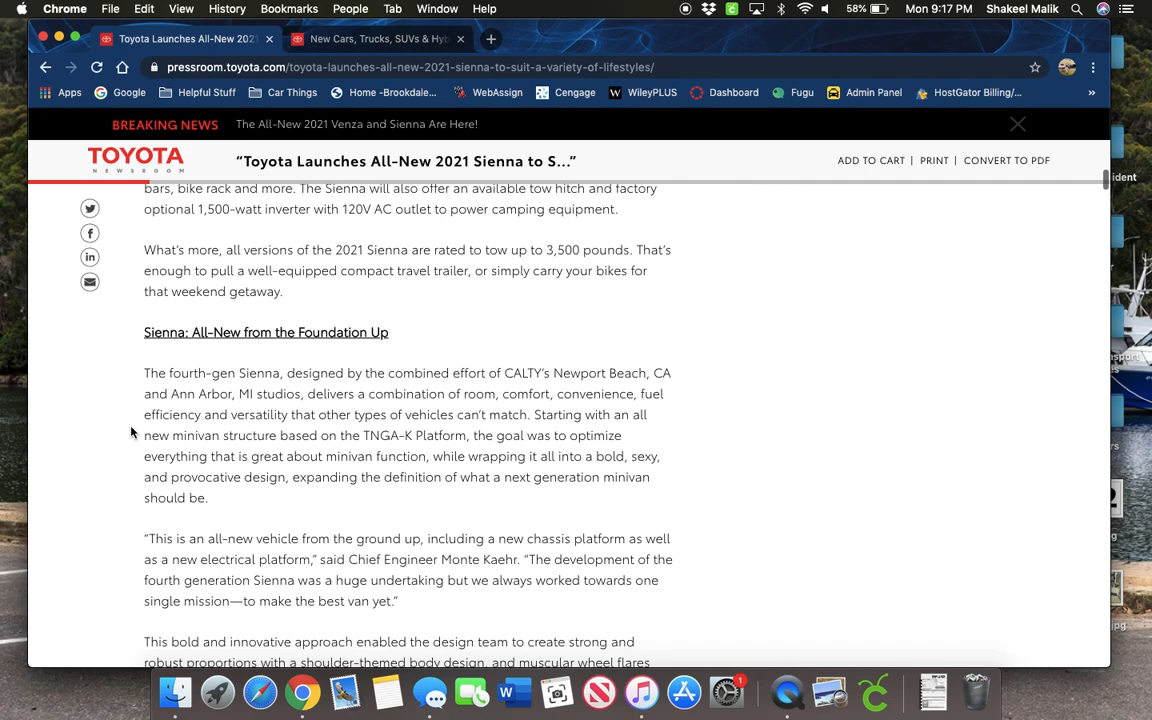 Chrome File Edit View History Bookmarks People Tab Window Help 58% Mon 9:17 PM Shakeel Malik
Toyota Launches All-New 2021 New Cars, Trucks, SUVs & Hyb
pressroom.toyota.com/toyota-launches-all-new-2021-sienna-to-suit-a-variety-of-lifestyles/
Apps Google Helpful Stuff Car Things Home -Brookdale... WebAssign Cengage WileyPLUS Dashboard Fugu Admin Panel HostGator Billing/... »
BREAKING NEWS The All-New 2021 Venza and Sienna Are Here!
TOYOTA
NEWSROOM
“Toyota Launches All-New 2021 Sienna to S...”
ADD TO CART | PRINT | CONVERT TO PDF
bars, bike rack and more. The Sienna will also offer an available tow hitch and factory
optional 1,500-watt inverter with 120V AC outlet to power camping equipment.
What’s more, all versions of the 2021 Sienna are rated to tow up to 3,500 pounds. That’s
enough to pull a well-equipped compact travel trailer, or simply carry your bikes for
that weekend getaway.
Sienna: All-New from the Foundation Up
The fourth-gen Sienna, designed by the combined effort of CALTY’s Newport Beach, CA
and Ann Arbor, MI studios, delivers a combination of room, comfort, convenience, fuel
efficiency and versatility that other types of vehicles can’t match. Starting with an all
new minivan structure based on the TNGA-K Platform, the goal was to optimize
everything that is great about minivan function, while wrapping it all into a bold, sexy,
and provocative design, expanding the definition of what a next generation minivan
should be.
“This is an all-new vehicle from the ground up, including a new chassis platform as well
as a new electrical platform,” said Chief Engineer Monte Kaehr. “The development of the
fourth generation Sienna was a huge undertaking but we always worked towards one
single mission—to make the best van yet.”
This bold and innovative approach enabled the design team to create strong and
robust proportions with a shoulder-themed body design, and muscular wheel flares
1